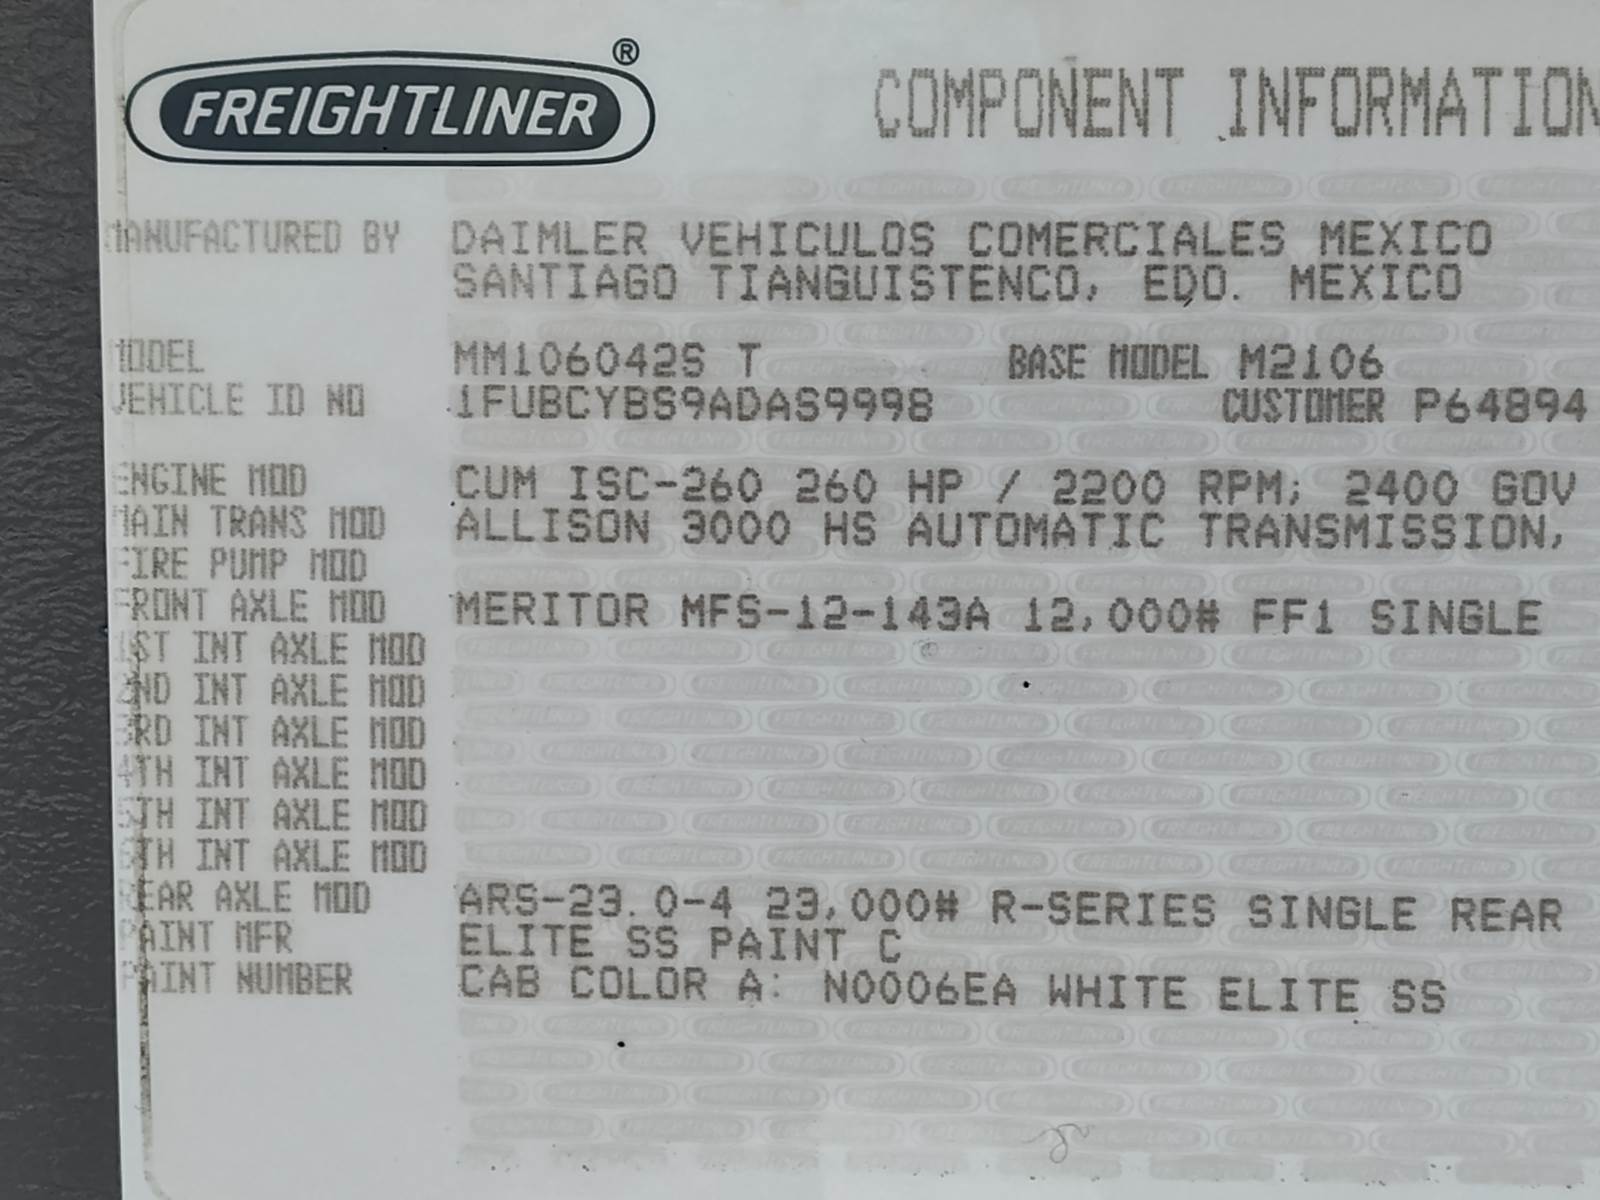 FREIGHTLINER®
COMPONENT INFORMATION
MANUFACTURED BY DAIMLER VEHICULOS COMERCIALES MEXICO
SANTIAGO TIANGUISTENCO, EDO. MEXICO
MODEL MM106042S T BASE MODEL M2106
VEHICLE ID NO 1FUBCYBS9ADAS9998 CUSTOMER P64894
ENGINE MOD CUM ISC-260 260 HP / 2200 RPM; 2400 GOV
MAIN TRANS MOD ALLISON 3000 HS AUTOMATIC TRANSMISSION,
FIRE PUMP MOD
FRONT AXLE MOD MERITOR MFS-12-143A 12,000# FF1 SINGLE
1ST INT AXLE MOD
2ND INT AXLE MOD
3RD INT AXLE MOD
4TH INT AXLE MOD
5TH INT AXLE MOD
6TH INT AXLE MOD
REAR AXLE MOD ARS-23.0-4 23,000# R-SERIES SINGLE REAR
PAINT MFR ELITE SS PAINT C
PAINT NUMBER CAB COLOR A: N0006EA WHITE ELITE SS